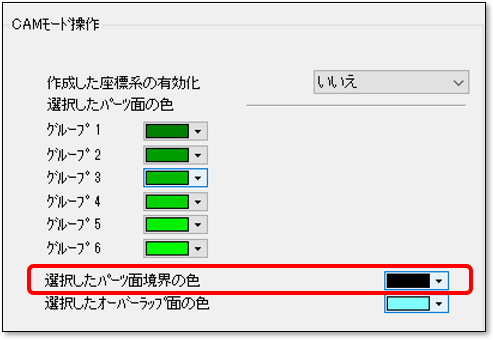 CAMモード操作
作成した座標系の有効化 いいえ
選択したパーツ面の色
グループ 1
グループ 2
グループ 3
グループ 4
グループ 5
グループ 6
選択したパーツ面境界の色
選択したオーバーラップ面の色